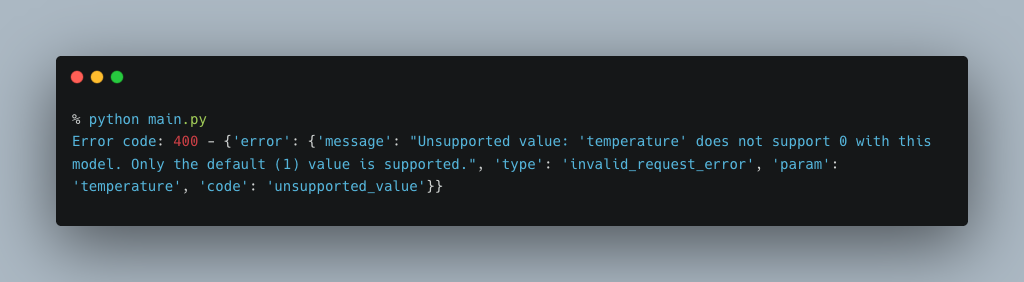 % python main.py
Error code: 400 - {'error': {'message': "Unsupported value: 'temperature' does not support 0 with this
model. Only the default (1) value is supported.", 'type': 'invalid_request_error', 'param':
'temperature', 'code': 'unsupported_value'}}